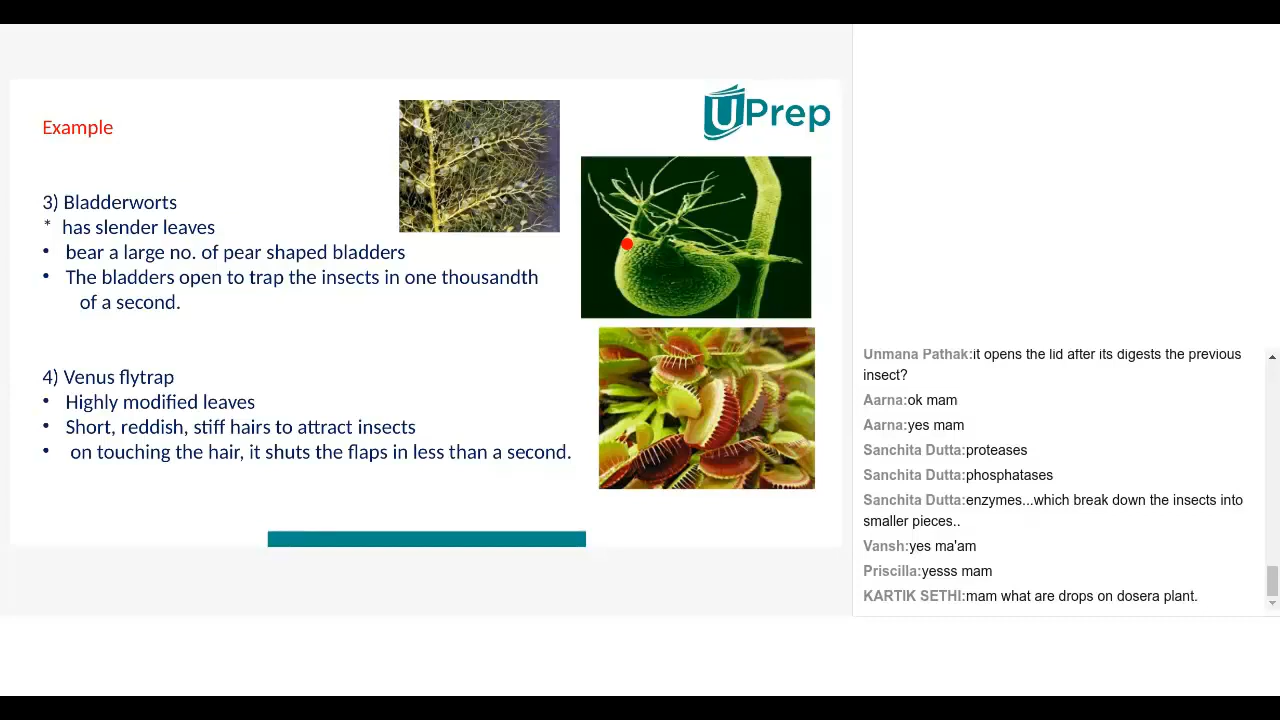 UPrep
Example
3) Bladderworts
* has slender leaves
• bear a large no. of pear shaped bladders
• The bladders open to trap the insects in one thousandth
of a second.
4) Venus flytrap
• Highly modified leaves
• Short, reddish, stiff hairs to attract insects
• on touching the hair, it shuts the flaps in less than a second.
Unmana Pathak:it opens the lid after its digests the previous
insect?
Aarna:ok mam
Aarna:yes mam
Sanchita Dutta:proteases
Sanchita Dutta:phosphatases
Sanchita Dutta:enzymes...which break down the insects into
smaller pieces..
Vansh:yes ma'am
Priscilla:yesss mam
KARTIK SETHI:mam what are drops on dosera plant.